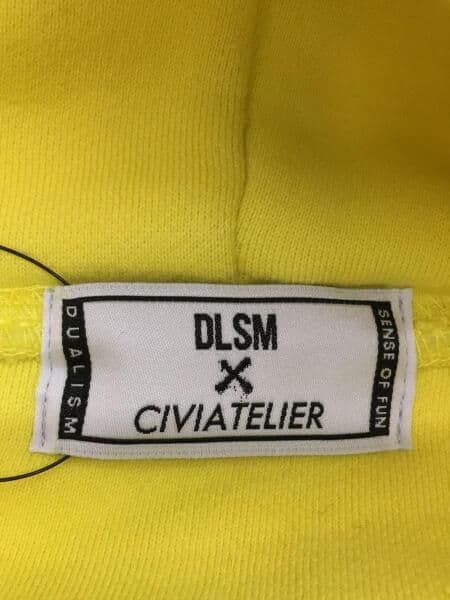 DUALISM
DLSM
X
CIVIATELIER
SENSE OF FUN